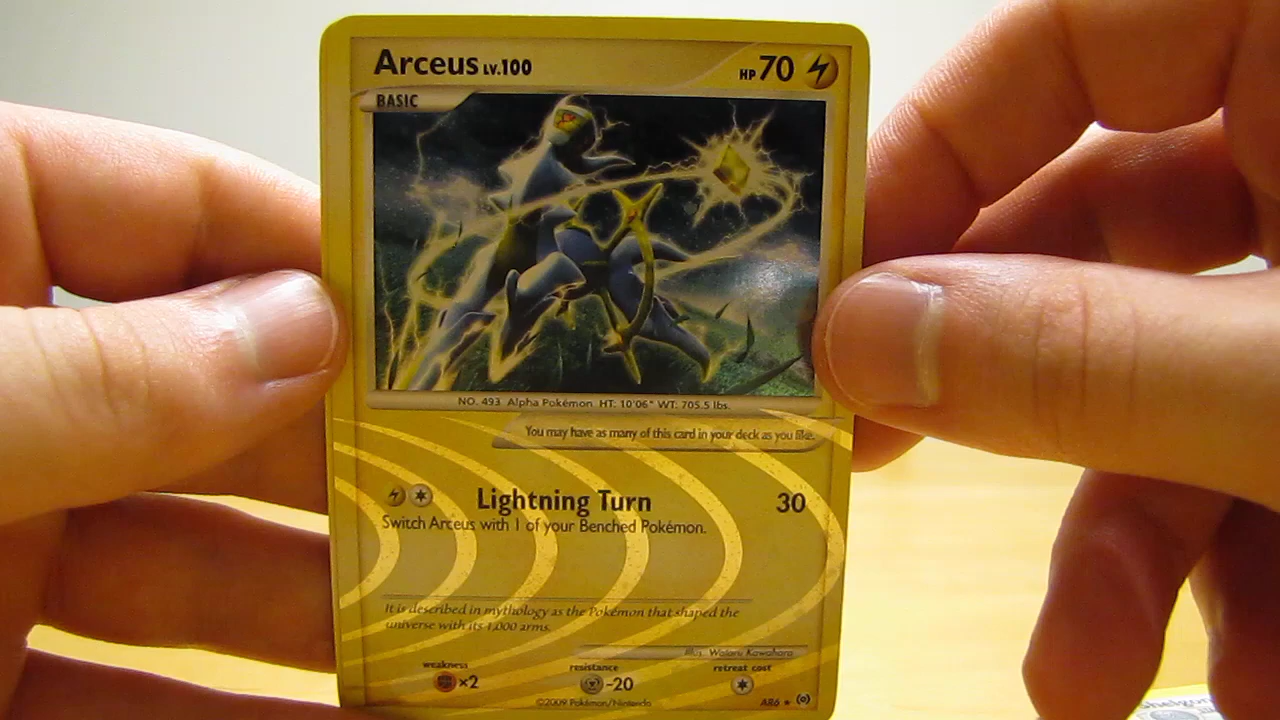 Arceus LV.100 HP 70
BASIC
NO. 493 Alpha Pokémon HT: 10'06" WT: 705.5 lbs.
You may have as many of this card in your deck as you like.
Lightning Turn 30
Switch Arceus with 1 of your Benched Pokémon.
It is described in mythology as the Pokémon that shaped the
universe with its 1,000 arms.
Illus. Wataru Kawahara
weakness resistance retreat cost
×2 -20
©2009 Pokémon/Nintendo AR6
Shelgon